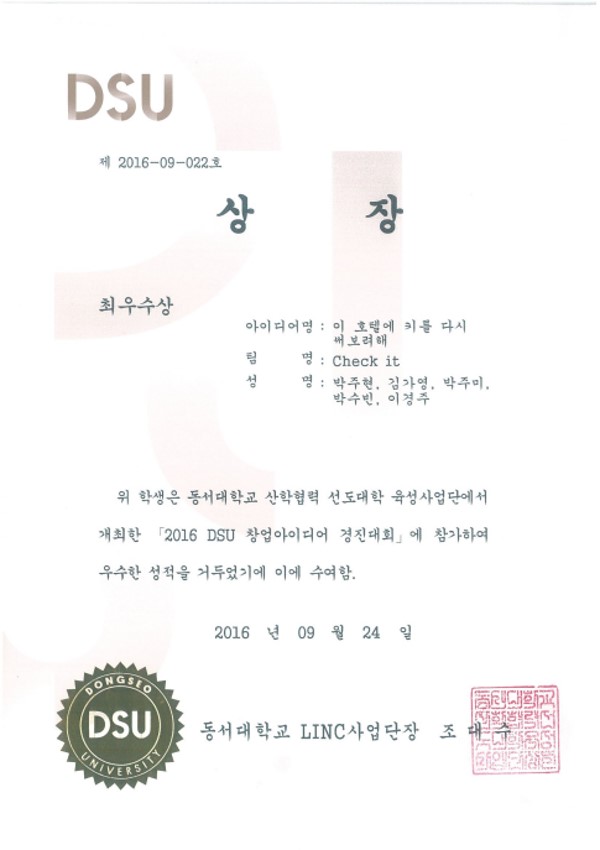 DSU
제 2016-09-022호
상 장
최우수상
아이디어명 : 이 호텔에 키를 다시
써보려해
팀 명 : Check it
성 명 : 박주현, 김가영, 박주미,
박수빈, 이경주
위 학생은 동서대학교 산학협력 선도대학 육성사업단에서
개최한 「2016 DSU 창업아이디어 경진대회」에 참가하여
우수한 성적을 거두었기에 이에 수여함.
2016 년 09 월 24 일
DONGSEO
DSU
UNIVERSITY
동서대학교 LINC사업단장 조대수